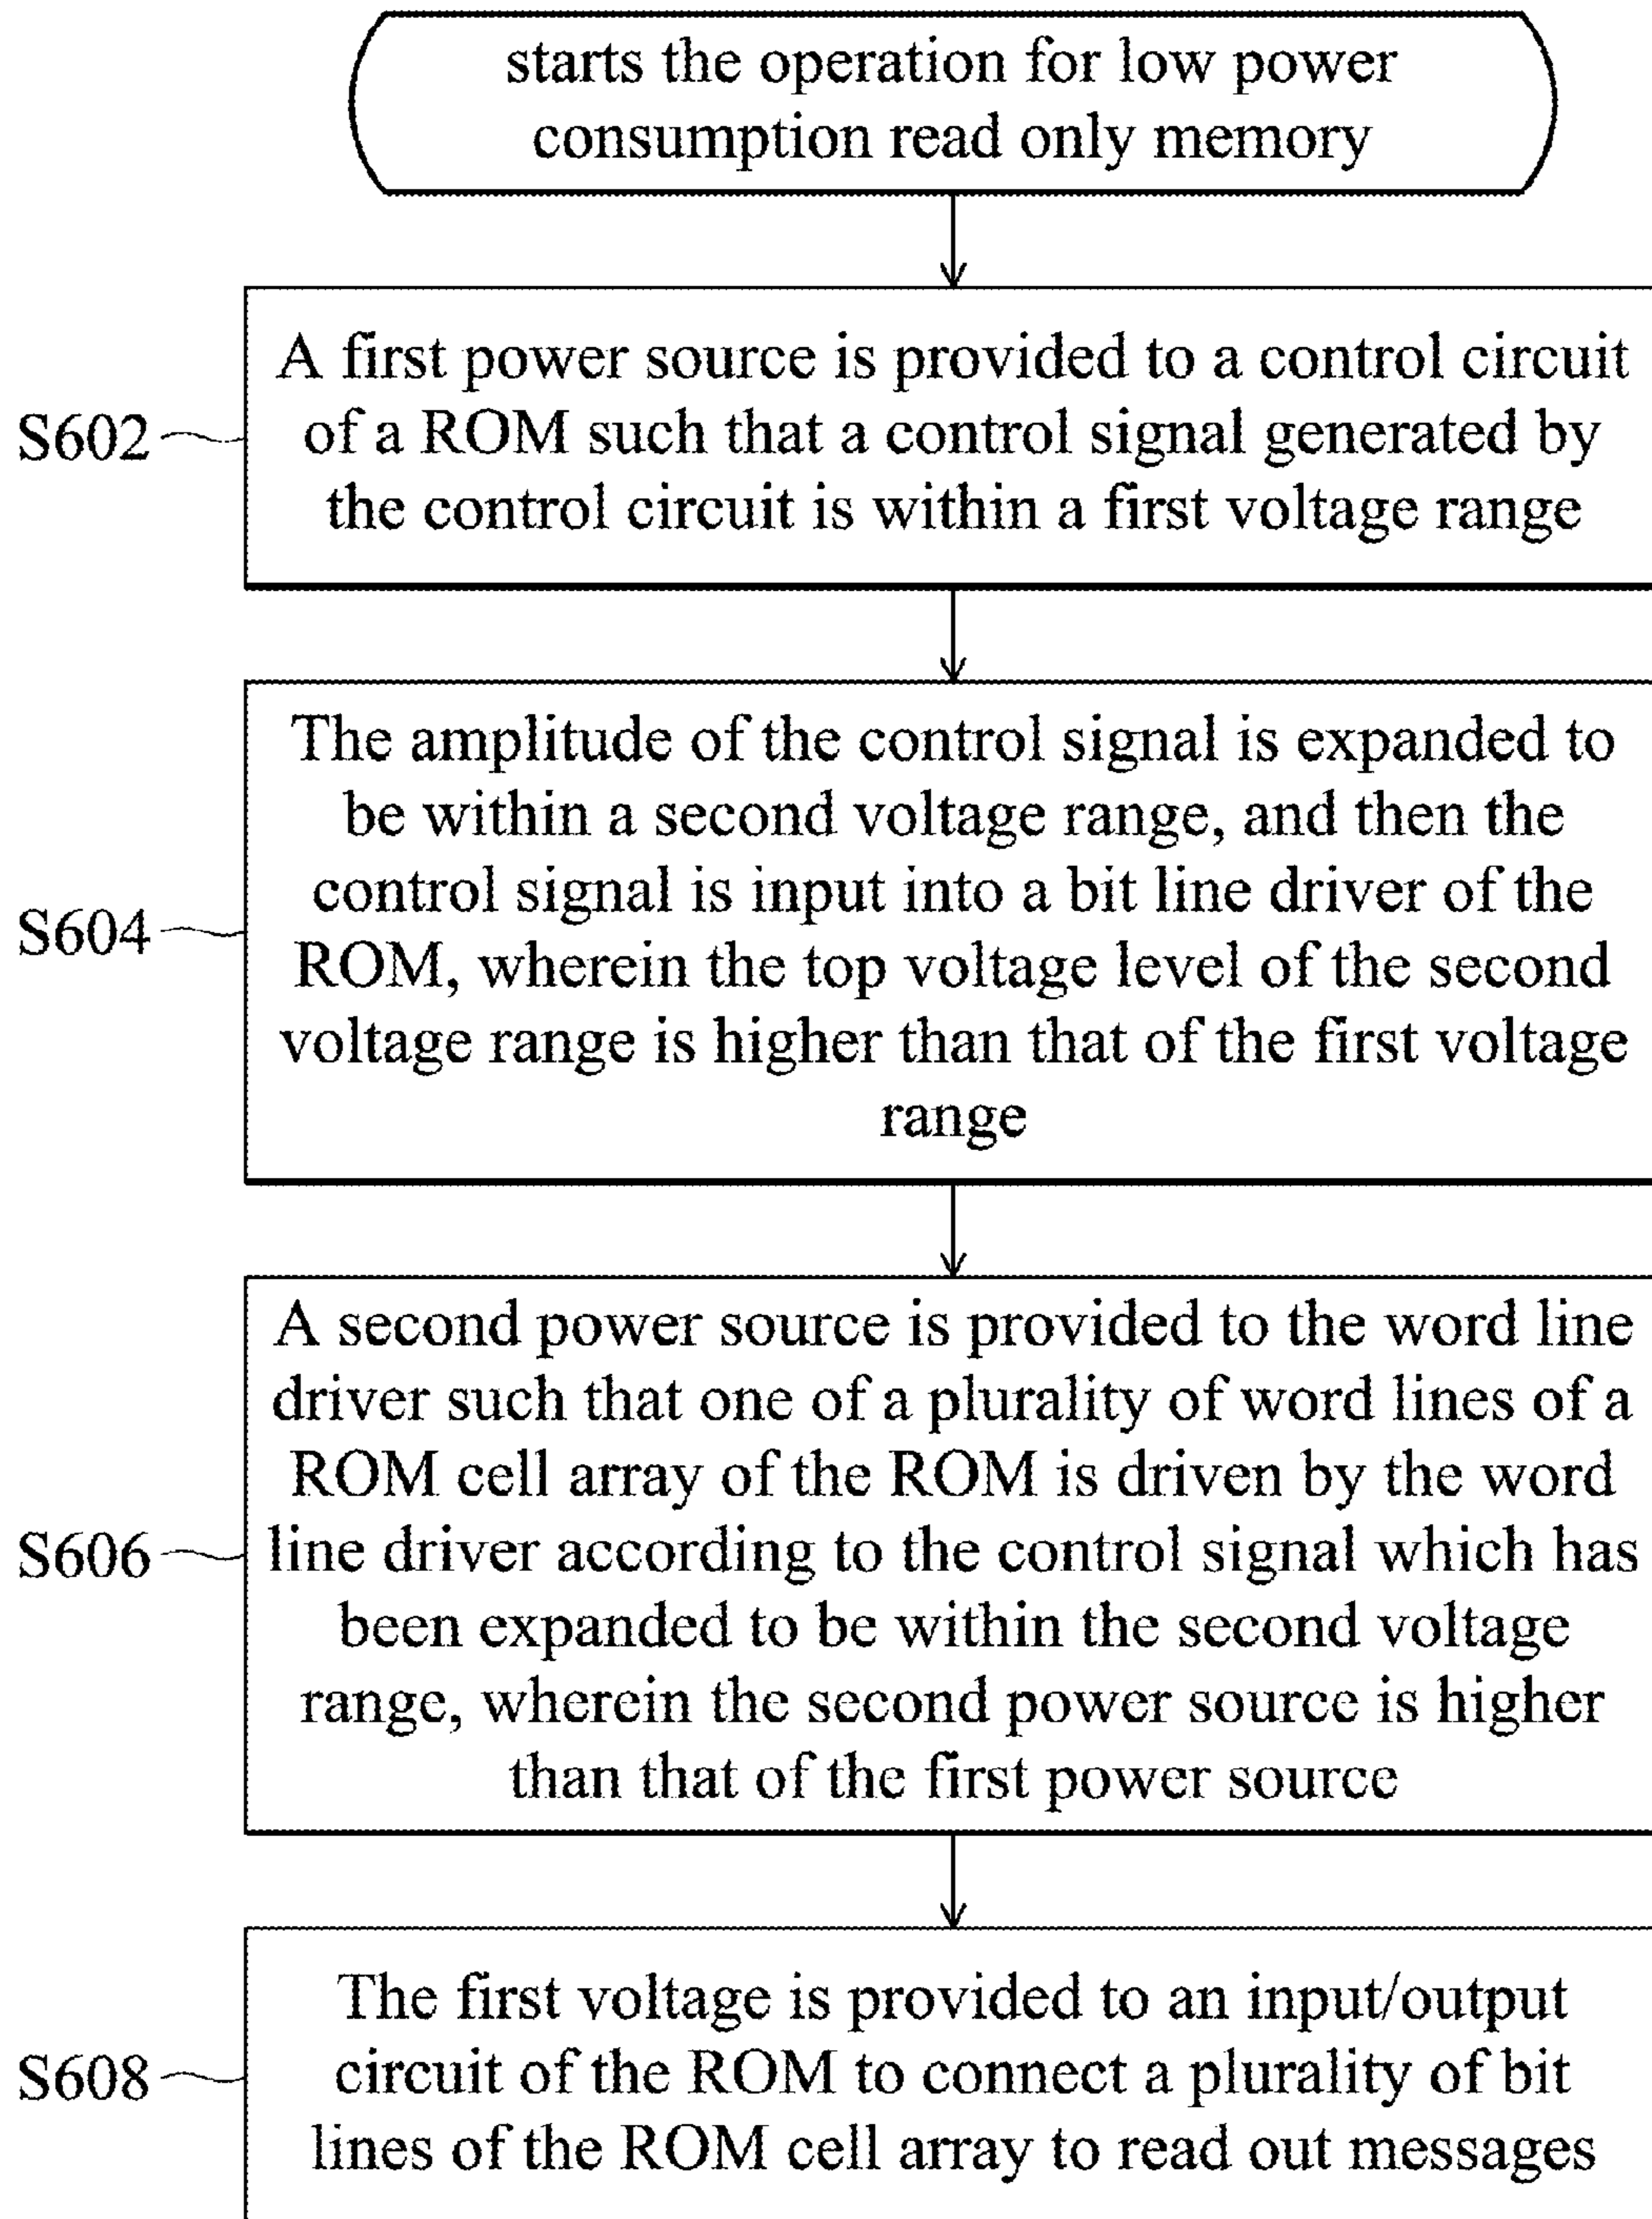 starts the operation for low power
consumption read only memory
S602
A first power source is provided to a control circuit
of a ROM such that a control signal generated by
the control circuit is within a first voltage range
S604
The amplitude of the control signal is expanded to
be within a second voltage range, and then the
control signal is input into a bit line driver of the
ROM, wherein the top voltage level of the second
voltage range is higher than that of the first voltage
range
S606
A second power source is provided to the word line
driver such that one of a plurality of word lines of a
ROM cell array of the ROM is driven by the word
line driver according to the control signal which has
been expanded to be within the second voltage
range, wherein the second power source is higher
than that of the first power source
S608
The first voltage is provided to an input/output
circuit of the ROM to connect a plurality of bit
lines of the ROM cell array to read out messages